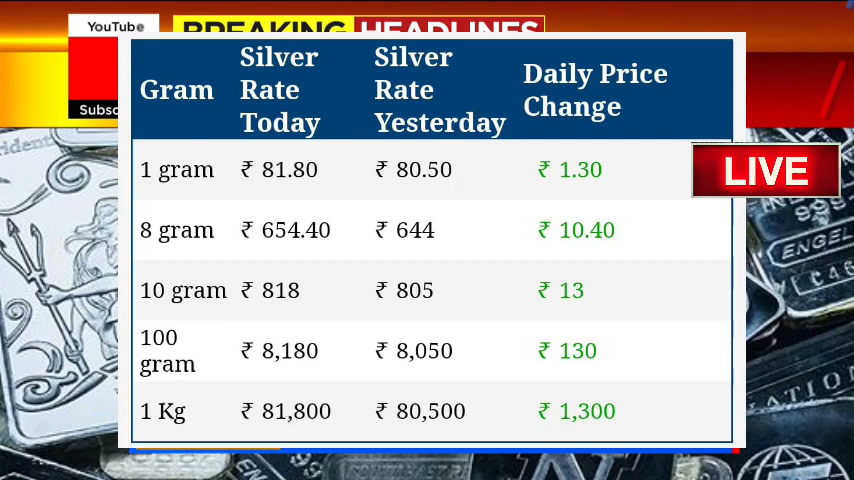 YouTube
BREAKING HEADLINES
Gram Silver Rate Today Silver Rate Yesterday Daily Price Change
1 gram ₹ 81.80 ₹ 80.50 ₹ 1.30
8 gram ₹ 654.40 ₹ 644 ₹ 10.40
10 gram ₹ 818 ₹ 805 ₹ 13
100 gram ₹ 8,180 ₹ 8,050 ₹ 130
1 Kg ₹ 81,800 ₹ 80,500 ₹ 1,300
LIVE
999
ENGEL